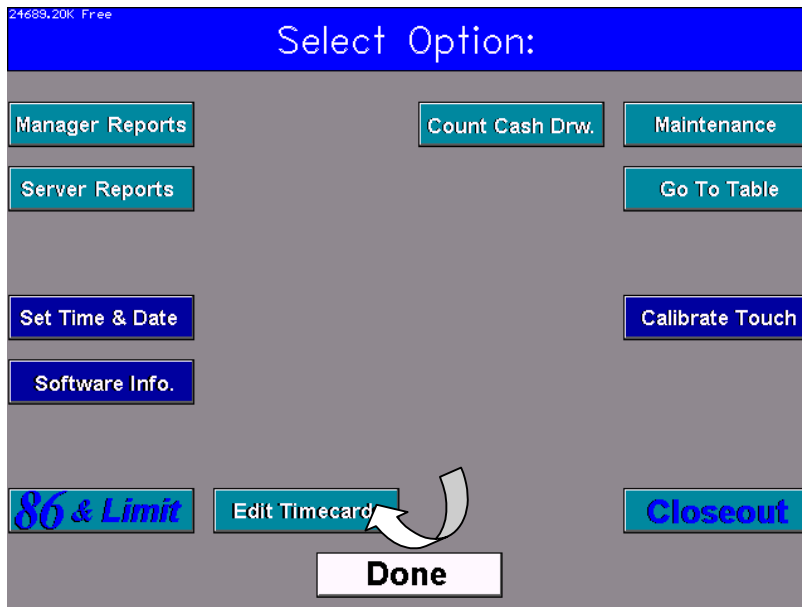 24689.20K Free
Select Option:
Manager Reports
Count Cash Drw.
Maintenance
Server Reports
Go To Table
Set Time & Date
Calibrate Touch
Software Info.
86 & Limit
Edit Timecard
Closeout
Done